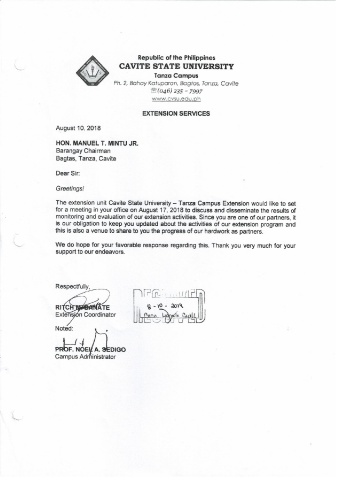 Republic of the Philippines
CAVITE STATE UNIVERSITY
Tanza Campus
Ph. 2, Bahay Katuparan, Bagtas, Tanza, Cavite
☏(046) 235 - 7997
www.cvsu.edu.ph
EXTENSION SERVICES
August 10, 2018
HON. MANUEL T. MINTU JR.
Barangay Chairman
Bagtas, Tanza, Cavite
Dear Sir:
Greetings!
The extension unit Cavite State University – Tanza Campus Extension would like to set
for a meeting in your office on August 17, 2018 to discuss and disseminate the results of
monitoring and evaluation of our extension activities. Since you are one of our partners, it
is our obligation to keep you updated about the activities of our extension program and
this is also a venue to share to you the progress of our hardwork as partners.
We do hope for your favorable response regarding this. Thank you very much for your
support to our endeavors.
Respectfully,
RITCH
Extension Coordinator
RECEIVED
8 - 10 - 2018
Noted:
PROF. NOEL A. SEDIGO
Campus Administrator